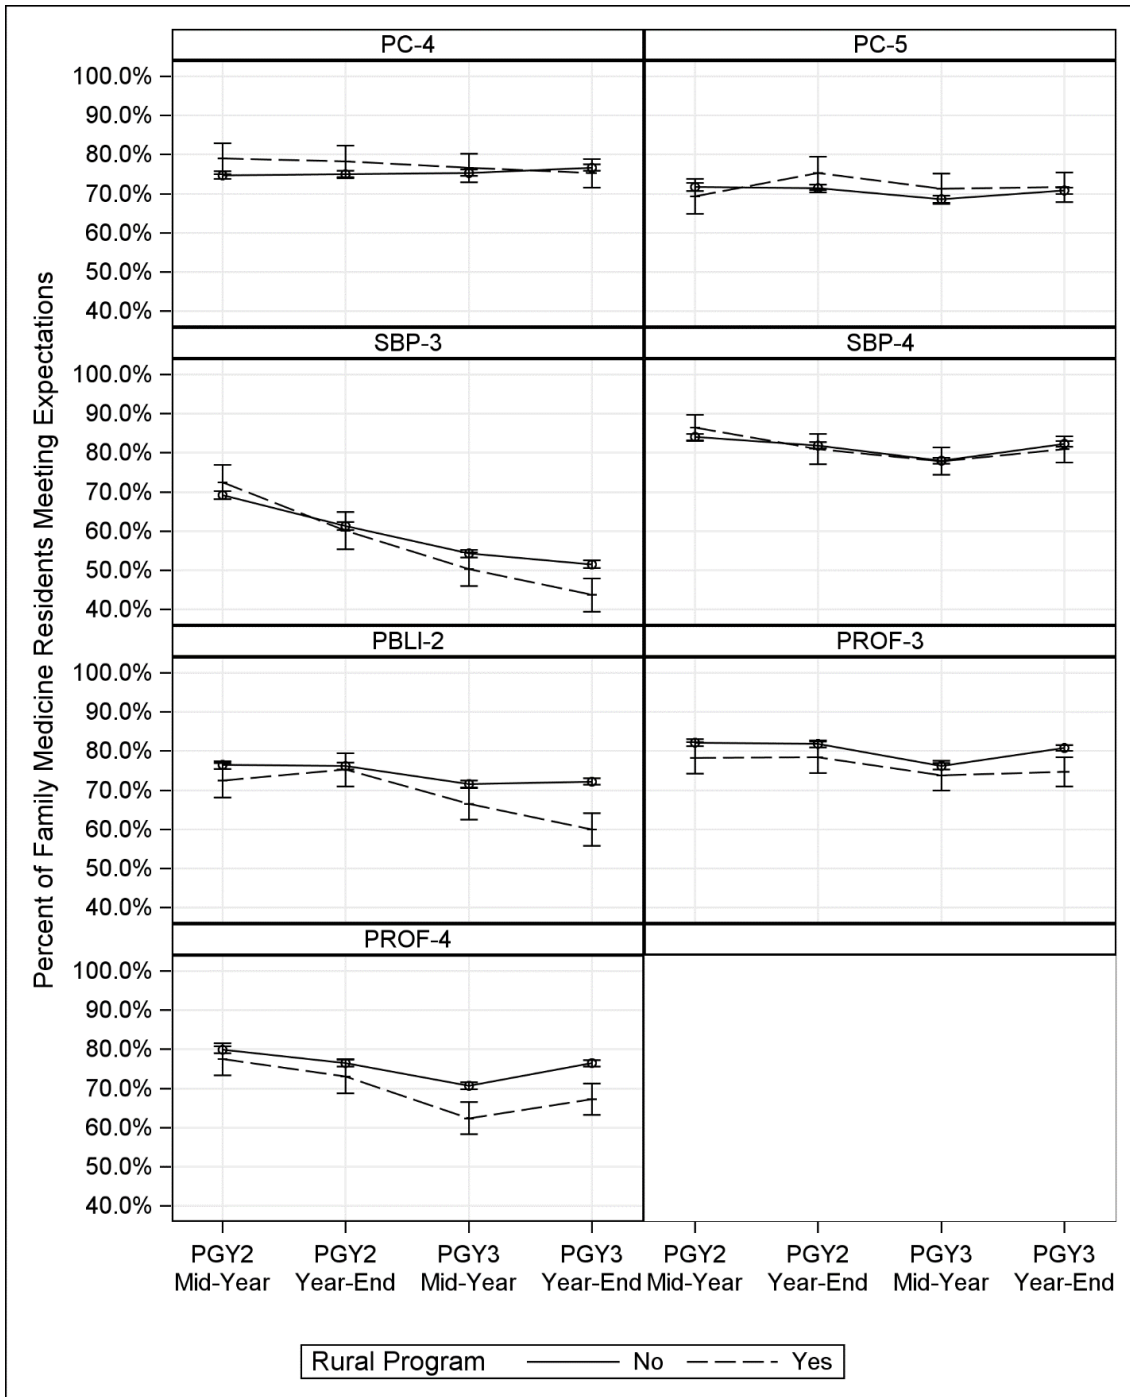 Percent of Family Medicine Residents Meeting Expectations
PC-4
PC-5
100.0%
90.0%
80.0%
70.0%
60.0%
50.0%
40.0%
SBP-3
SBP-4
100.0%
90.0%
80.0%
70.0%
60.0%
50.0%
40.0%
PBLI-2
PROF-3
100.0%
90.0%
80.0%
70.0%
60.0%
50.0%
40.0%
PROF-4
100.0%
90.0%
80.0%
70.0%
60.0%
50.0%
40.0%
PGY2 PGY2 PGY3 PGY3 PGY2 PGY2 PGY3 PGY3
Mid-Year Year-End Mid-Year Year-End Mid-Year Year-End Mid-Year Year-End
Rural Program No Yes